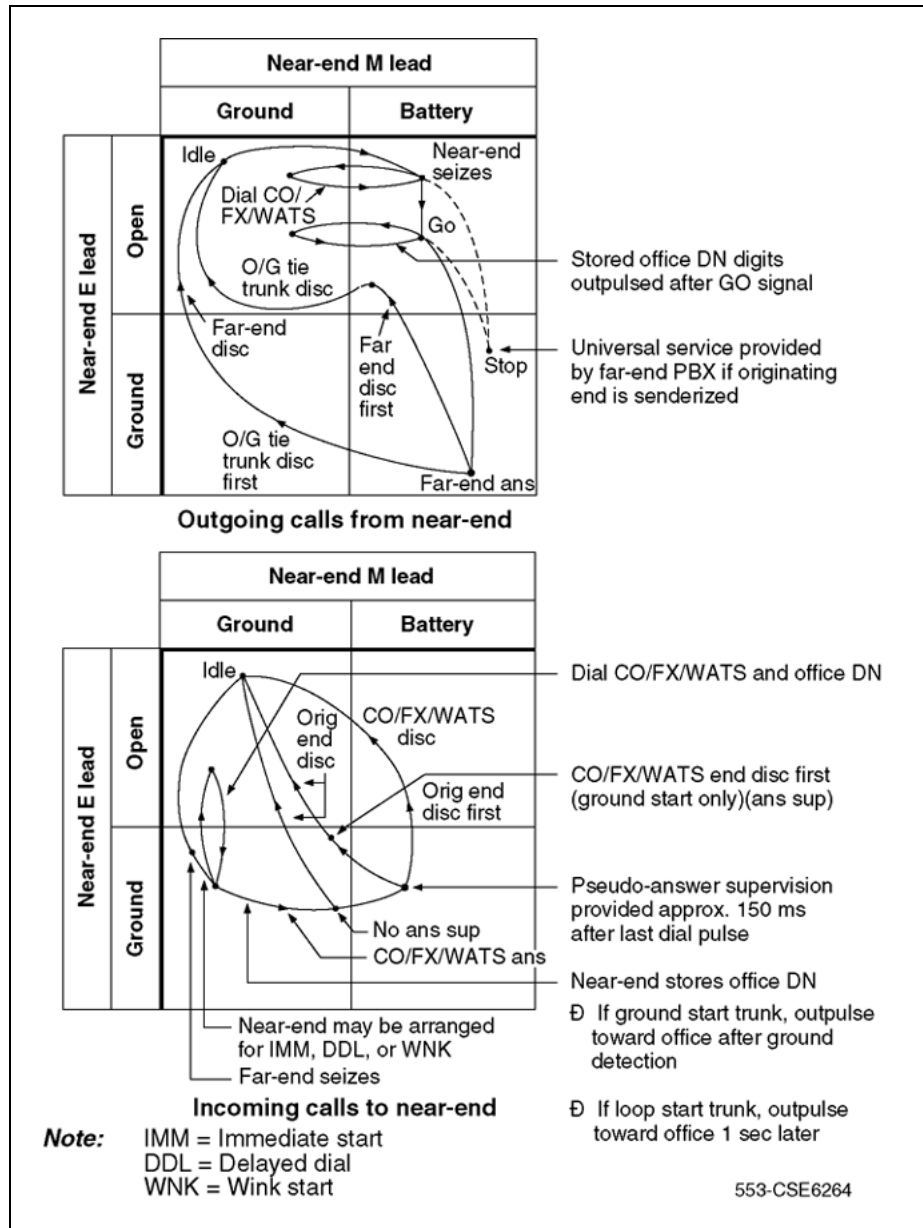 Near-end M lead
Ground
Battery
Near-end E lead
Open
Ground
Idle
Near-end
seizes
Dial CO/
FX/WATS
Go
O/G tie
trunk disc
Far-end
disc
Far
end
disc
first
Stop
O/G tie
trunk disc
first
Far-end ans
Stored office DN digits
outpulsed after GO signal
Universal service provided
by far-end PBX if originating
end is senderized
Outgoing calls from near-end
Near-end M lead
Ground
Battery
Near-end E lead
Open
Ground
Idle
Orig
end
disc
CO/FX/WATS
disc
Orig end
disc first
No ans sup
CO/FX/WATS ans
Near-end may be arranged
for IMM, DDL, or WNK
Far-end seizes
Dial CO/FX/WATS and office DN
CO/FX/WATS end disc first
(ground start only)(ans sup)
Pseudo-answer supervision
provided approx. 150 ms
after last dial pulse
Near-end stores office DN
Ð If ground start trunk, outpulse
toward office after ground
detection
Ð If loop start trunk, outpulse
toward office 1 sec later
Incoming calls to near-end
Note: IMM = Immediate start
DDL = Delayed dial
WNK = Wink start
553-CSE6264